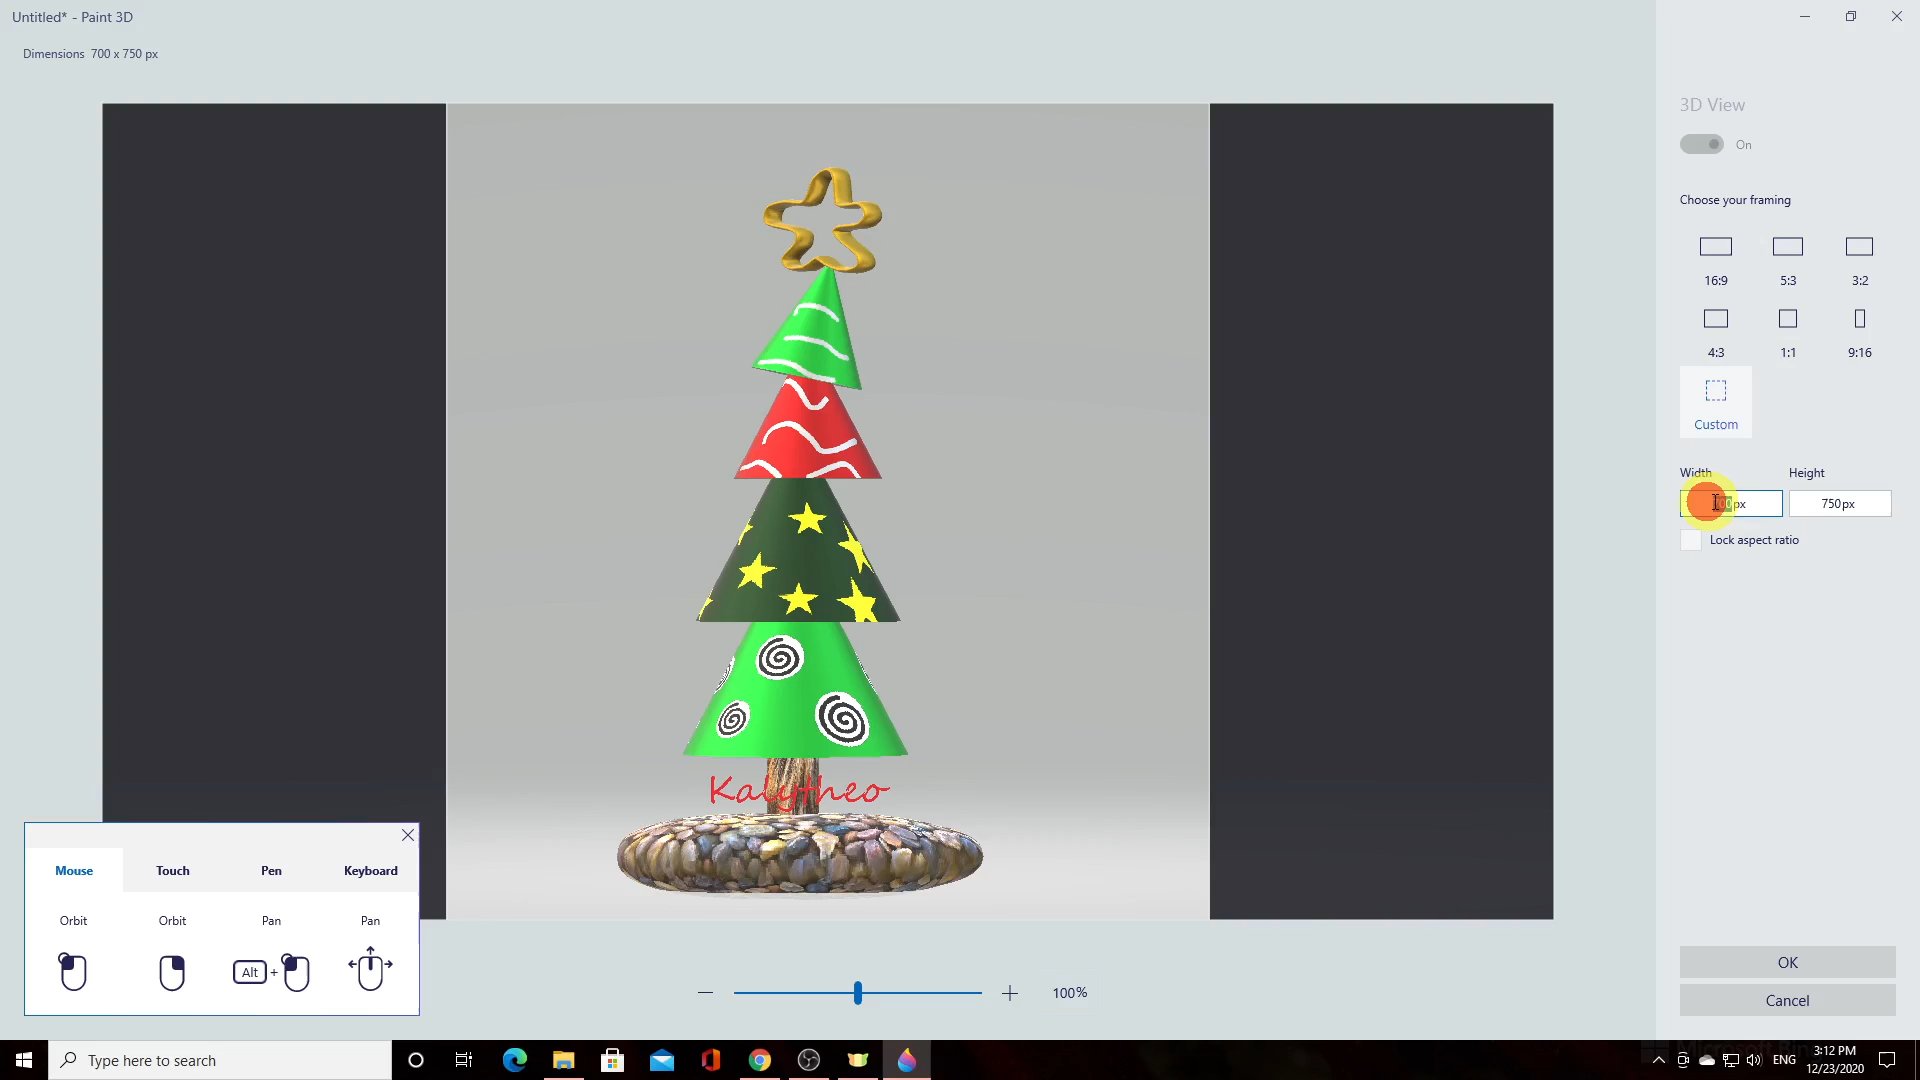 Untitled* - Paint 3D
Dimensions 700 x 750 px
3D View
On
Choose your framing
16:9 5:3 3:2
4:3 1:1 9:16
Custom
Width Height
px 750px
Lock aspect ratio
Kalytheo
Mouse Touch Pen Keyboard
Orbit Orbit Pan Pan
Alt +
100%
OK
Cancel
Type here to search
ENG
3:12 PM
12/23/2020